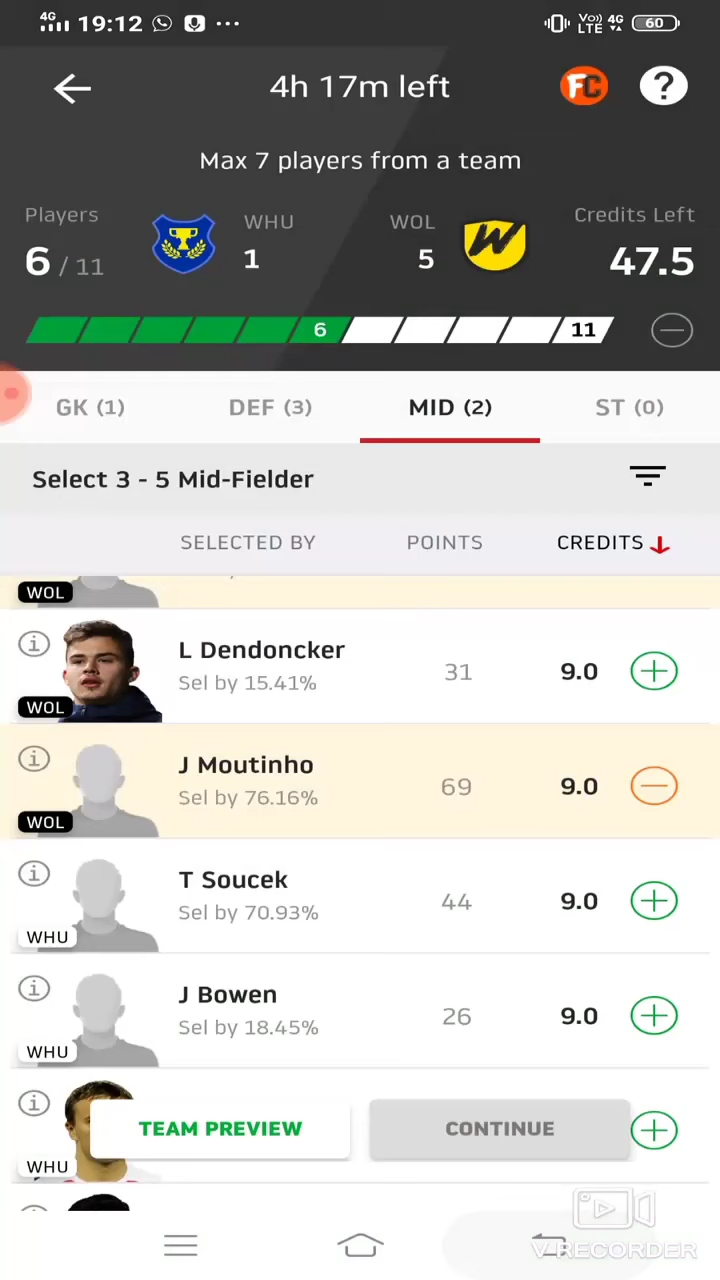 4G 19:12 ... Vo)) LTE 4G 60
4h 17m left FC ?
Max 7 players from a team
Players WHU WOL Credits Left
6 / 11 1 W 5 47.5
6 11
GK (1) DEF (3) MID (2) ST (0)
Select 3 - 5 Mid-Fielder
SELECTED BY POINTS CREDITS
WOL
L Dendoncker
Sel by 15.41% 31 9.0
WOL
J Moutinho
Sel by 76.16% 69 9.0
WOL
T Soucek
Sel by 70.93% 44 9.0
WHU
J Bowen
Sel by 18.45% 26 9.0
WHU
TEAM PREVIEW CONTINUE
WHU
V RECORDER